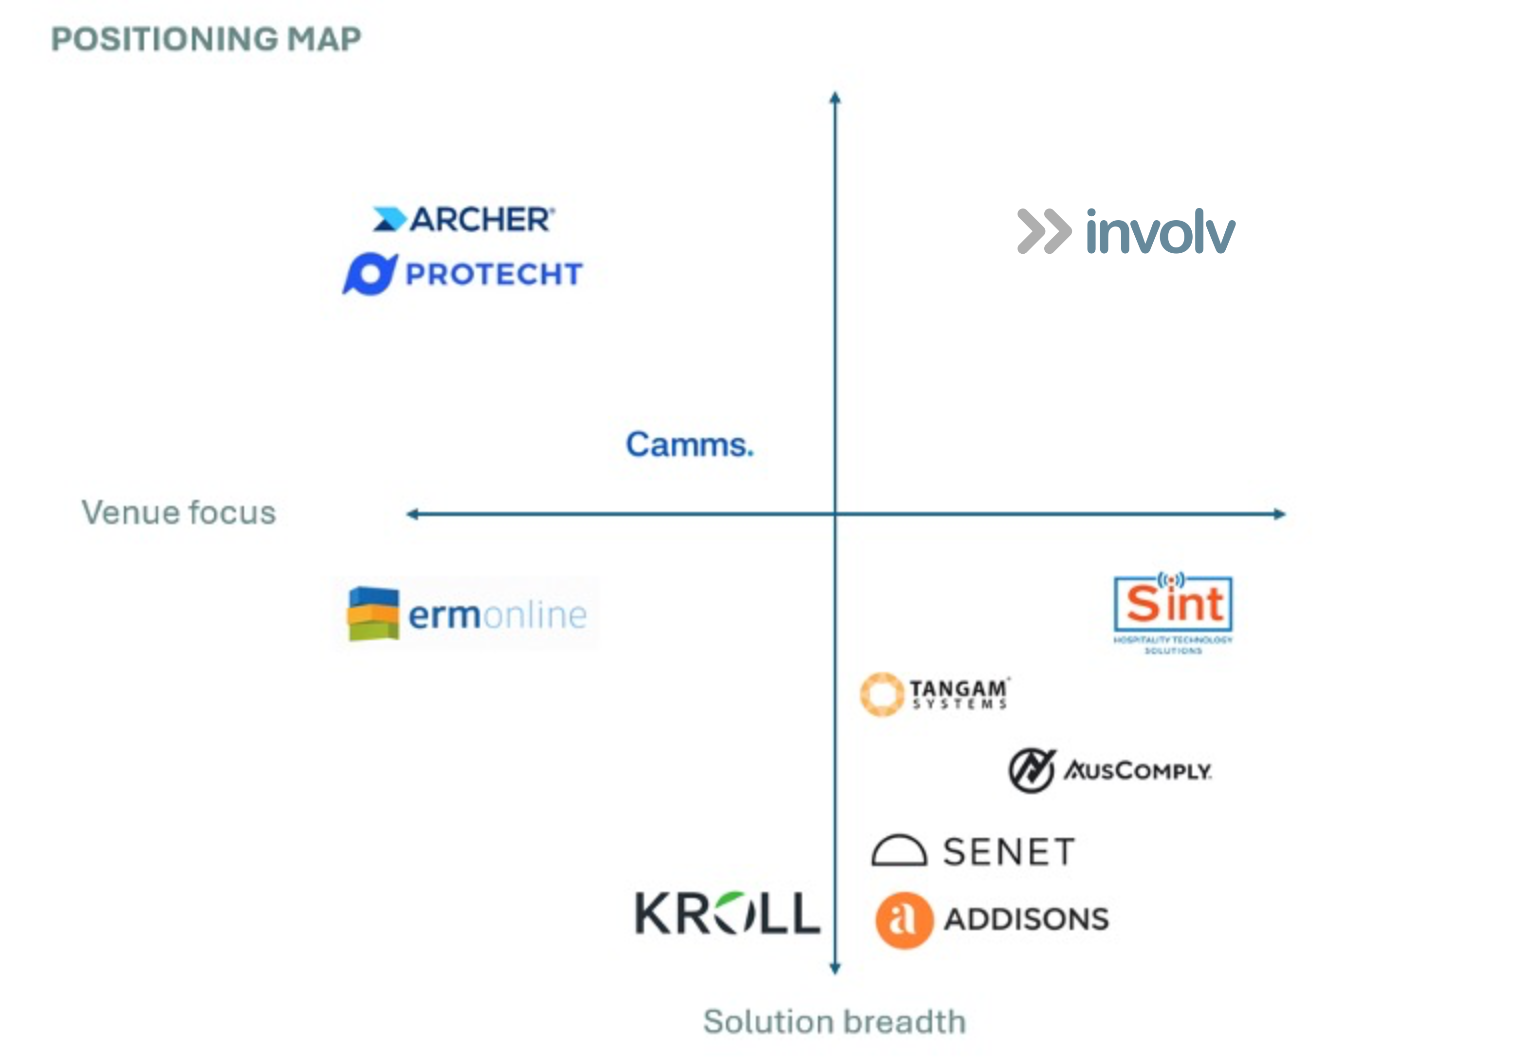 POSITIONING MAP
ARCHER®
PROTECHT
involv
Camms.
Venue focus
ermonline
Sint
HOSPITALITY TECHNOLOGY
SOLUTIONS
TANGAM
SYSTEMS
AUSCOMPLY
SENET
KROLL
a ADDISONS
Solution breadth